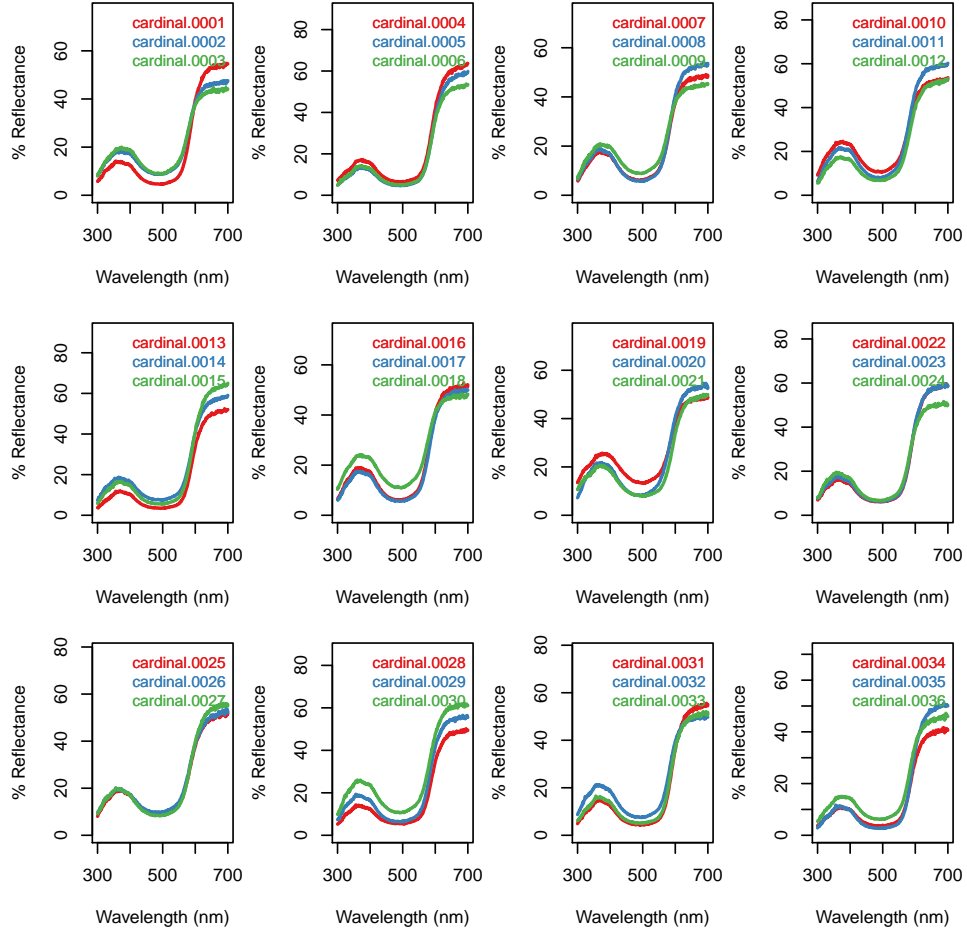 % Reflectance
60
40
20
0
cardinal.0001
cardinal.0002
cardinal.0003
300
500
700
Wavelength (nm)
% Reflectance
80
60
40
20
0
cardinal.0004
cardinal.0005
cardinal.0006
300
500
700
Wavelength (nm)
% Reflectance
60
40
20
0
cardinal.0007
cardinal.0008
cardinal.0009
300
500
700
Wavelength (nm)
% Reflectance
80
60
40
20
0
cardinal.0010
cardinal.0011
cardinal.0012
300
500
700
Wavelength (nm)
% Reflectance
80
60
40
20
0
cardinal.0013
cardinal.0014
cardinal.0015
300
500
700
Wavelength (nm)
% Reflectance
80
60
40
20
0
cardinal.0016
cardinal.0017
cardinal.0018
300
500
700
Wavelength (nm)
% Reflectance
60
40
20
0
cardinal.0019
cardinal.0020
cardinal.0021
300
500
700
Wavelength (nm)
% Reflectance
80
60
40
20
0
cardinal.0022
cardinal.0023
cardinal.0024
300
500
700
Wavelength (nm)
% Reflectance
80
60
40
20
0
cardinal.0025
cardinal.0026
cardinal.0027
300
500
700
Wavelength (nm)
% Reflectance
80
60
40
20
0
cardinal.0028
cardinal.0029
cardinal.0030
300
500
700
Wavelength (nm)
% Reflectance
60
40
20
0
cardinal.0031
cardinal.0032
cardinal.0033
300
500
700
Wavelength (nm)
% Reflectance
60
40
20
0
cardinal.0034
cardinal.0035
cardinal.0036
300
500
700
Wavelength (nm)